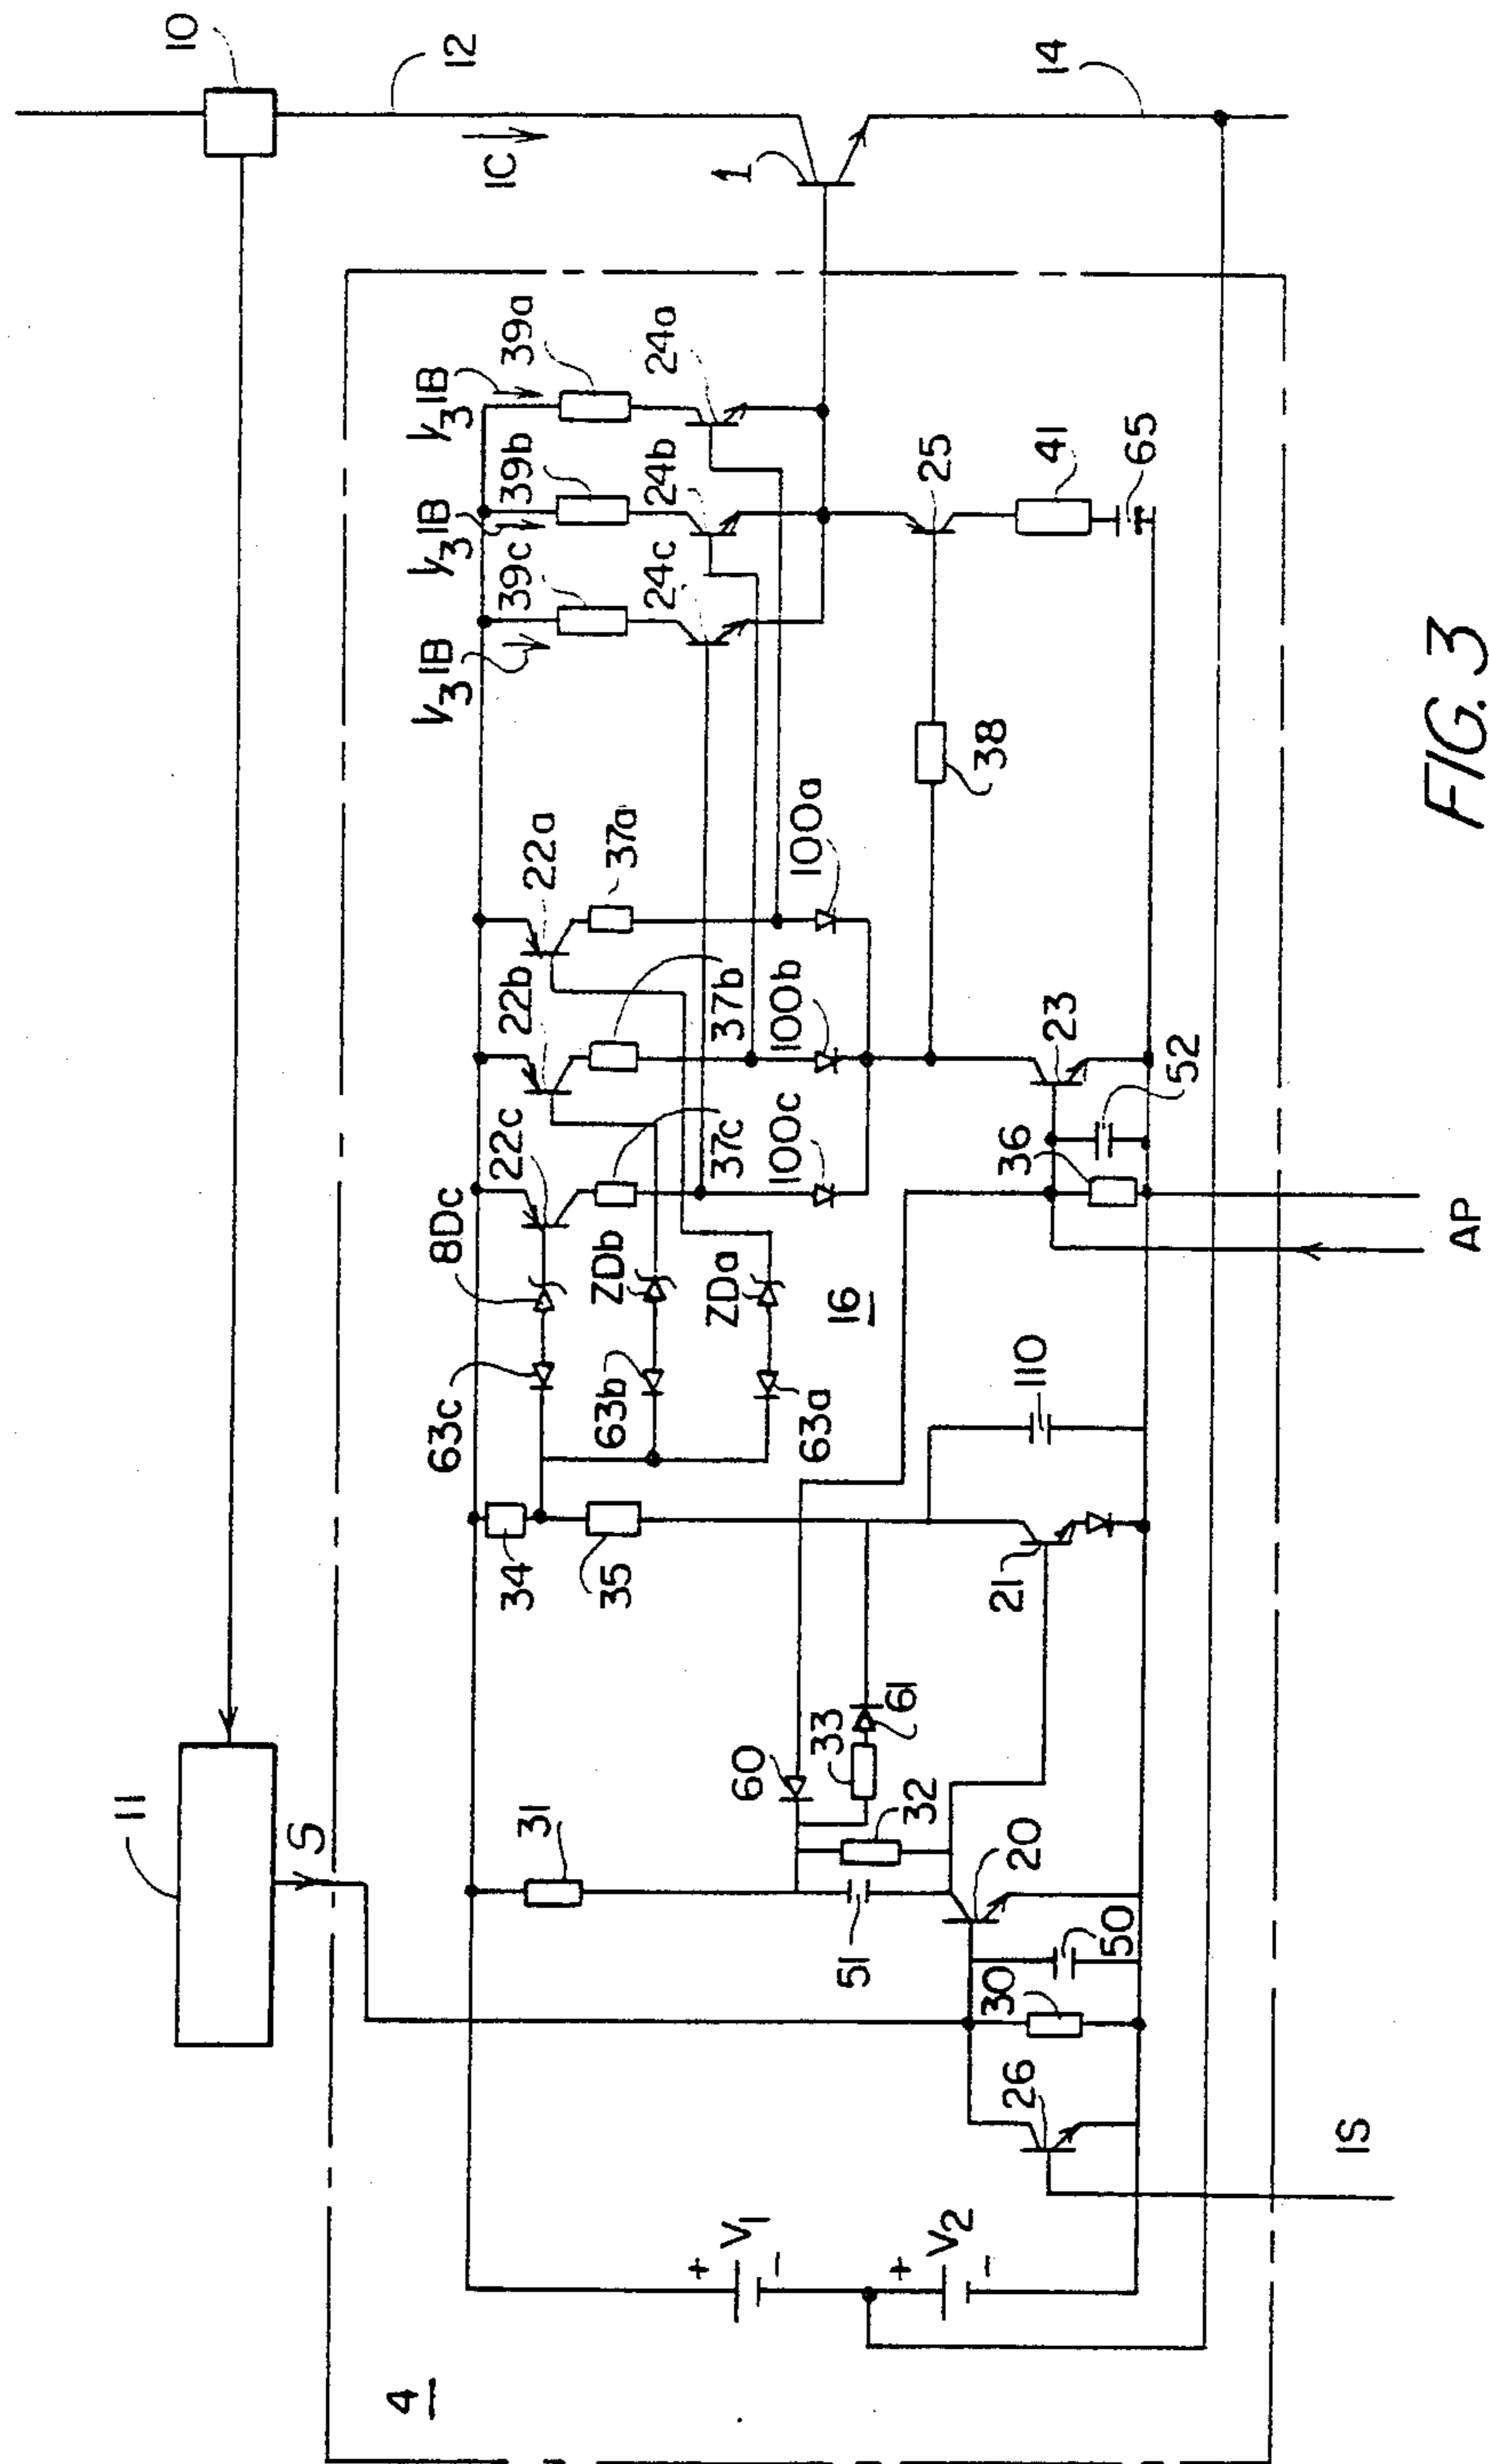 10
12
IC
1
14
11
S
1/3 IB
39a
1/3 IB
39b
1/3 IB
39c
24a
24b
24c
25
41
65
38
22a
37a
22b
37b
22c
37c
8Dc
ZDb
ZDa
63c
63b
63a
100a
100b
100c
16
23
52
36
AP
110
34
35
21
60
33
61
32
31
51
20
50
30
26
IS
V1
+
-
V2
+
-
4
FIG. 3